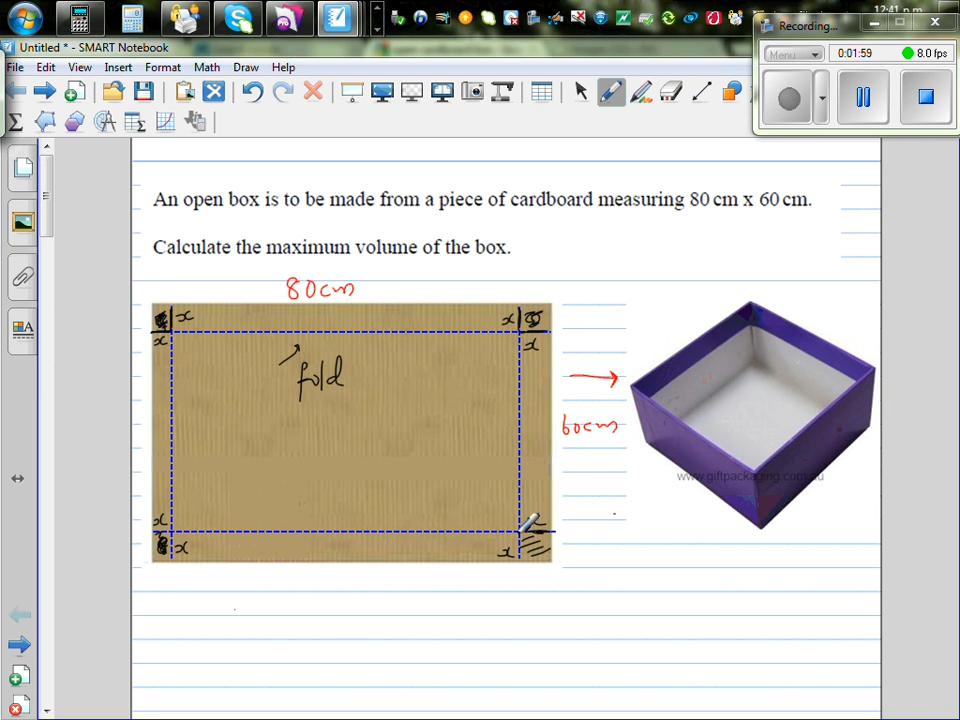 12:41 p.m.
Recording...
Untitled * - SMART Notebook
Menu
0:01:59
8.0 fps
File Edit View Insert Format Math Draw Help
An open box is to be made from a piece of cardboard measuring 80 cm x 60 cm.
Calculate the maximum volume of the box.
80cm
x x
x x
fold
60cm
www.giftpackaging.com.au
x x
x x